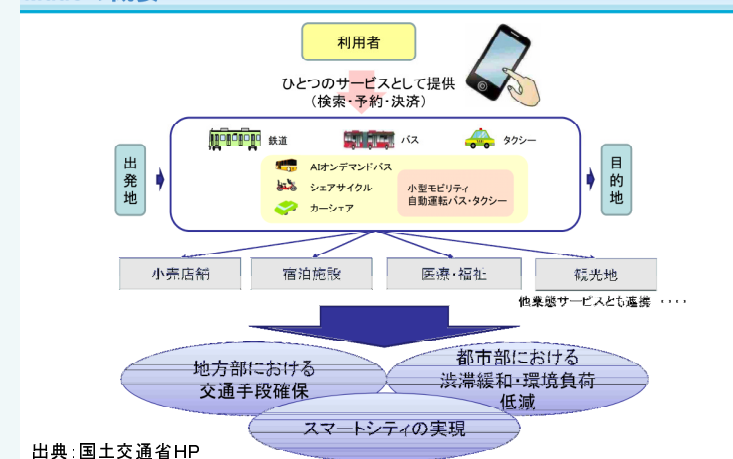 利用者
ひとつのサービスとして提供
(検索・予約・決済)
鉄道
バス
タクシー
出発地
目的地
AIオンデマンドバス
シェアサイクル
カーシェア
小型モビリティ
自動運転バス・タクシー
小売店舗
宿泊施設
医療・福祉
観光地
他業態サービスとも連携 ・・・・
地方部における
交通手段確保
都市部における
渋滞緩和・環境負荷
低減
スマートシティの実現
出典:国土交通省HP